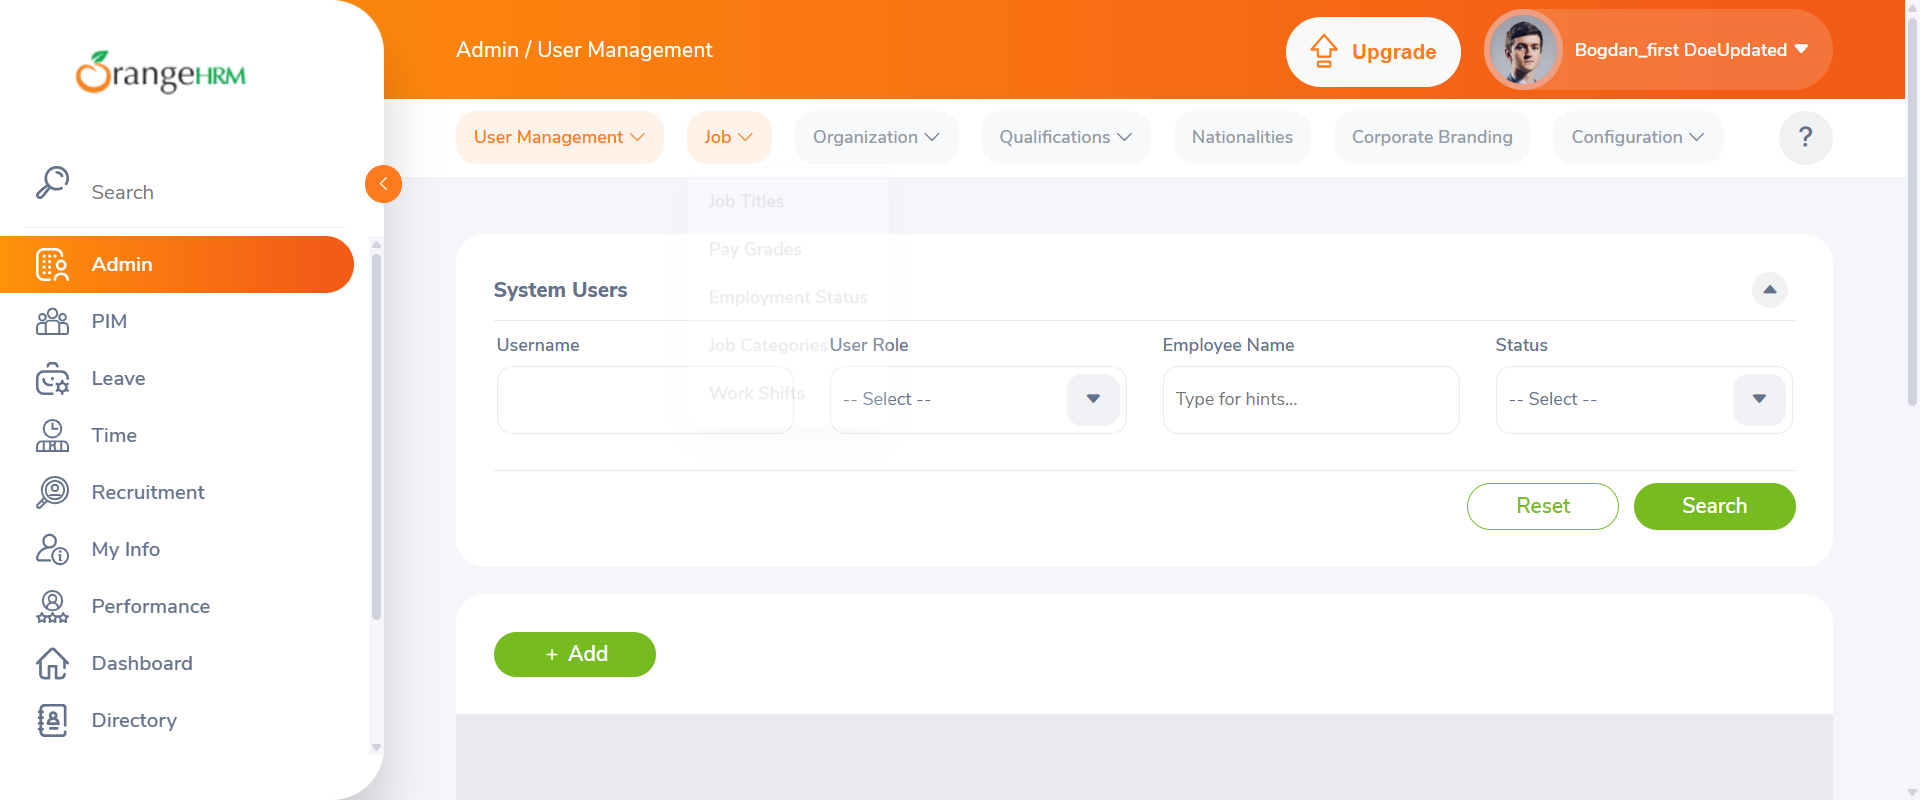 OrangeHRM
Admin / User Management
Upgrade
Bogdan_first DoeUpdated
User Management
Job
Organization
Qualifications
Nationalities
Corporate Branding
Configuration
?
Search
Admin
PIM
Leave
Time
Recruitment
My Info
Performance
Dashboard
Directory
Job Titles
Pay Grades
Employment Status
Job Categories
Work Shifts
System Users
Username
User Role
Employee Name
Status
-- Select --
Type for hints...
-- Select --
Reset
Search
+ Add